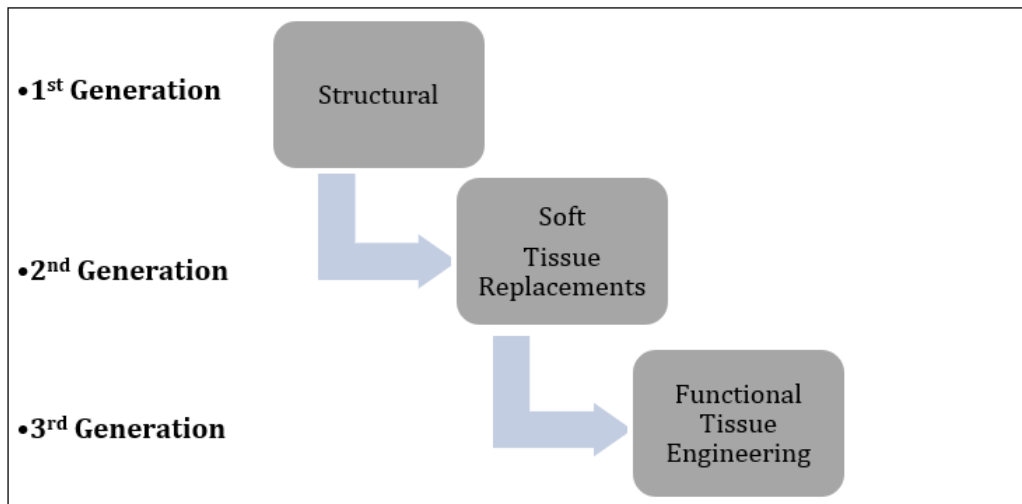 •1st Generation
Structural
•2nd Generation
Soft
Tissue
Replacements
•3rd Generation
Functional
Tissue
Engineering